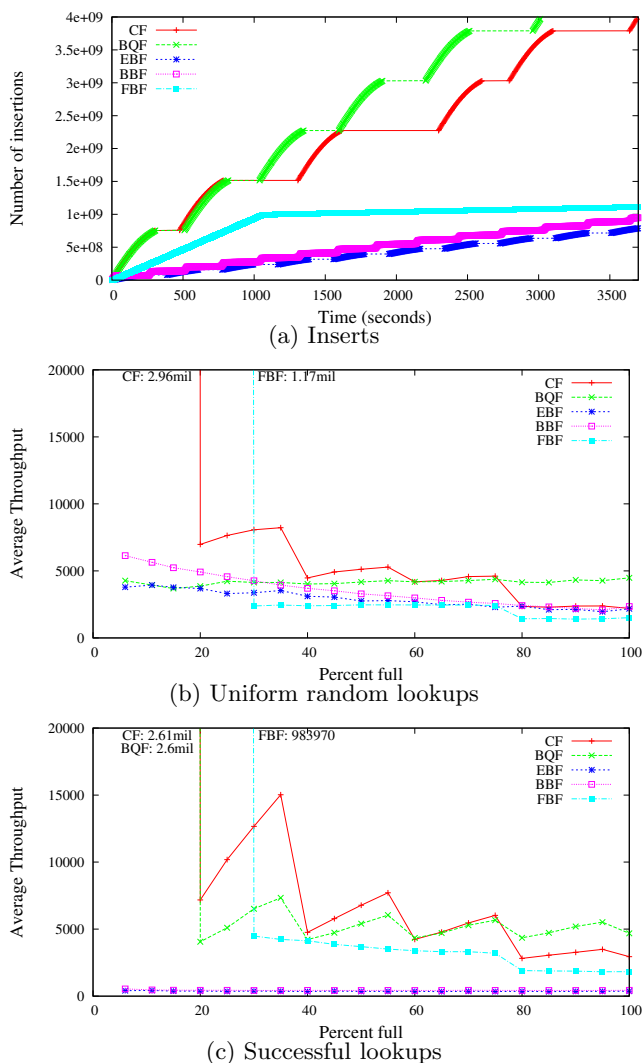 4e+09
3.5e+09
3e+09
2.5e+09
2e+09
1.5e+09
1e+09
5e+08
0
Number of insertions
CF
BQF
EBF
BBF
FBF
0 500 1000 1500 2000 2500 3000 3500
Time (seconds)
(a) Inserts
20000
15000
10000
5000
0
Average Throughput
CF: 2.96mil
FBF: 1.17mil
CF
BQF
EBF
BBF
FBF
0 20 40 60 80 100
Percent full
(b) Uniform random lookups
20000
15000
10000
5000
0
Average Throughput
CF: 2.61mil
BQF: 2.6mil
FBF: 983970
CF
BQF
EBF
BBF
FBF
0 20 40 60 80 100
Percent full
(c) Successful lookups